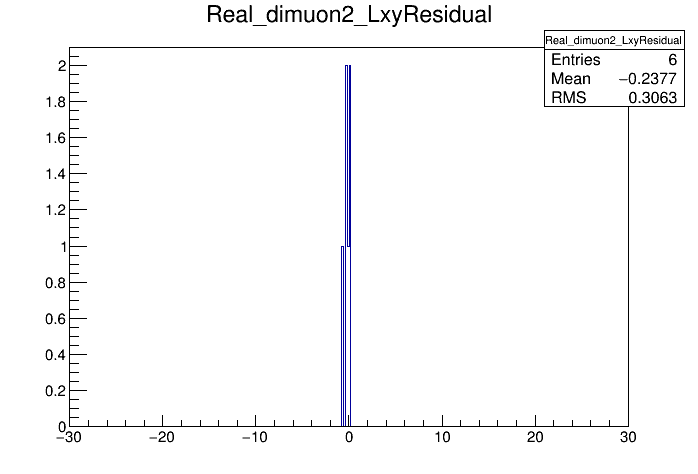 Real_dimuon2_LxyResidual
Real_dimuon2_LxyResidual
Entries 6
Mean −0.2377
RMS 0.3063
2
1.8
1.6
1.4
1.2
1
0.8
0.6
0.4
0.2
0
−30 −20 −10 0 10 20 30